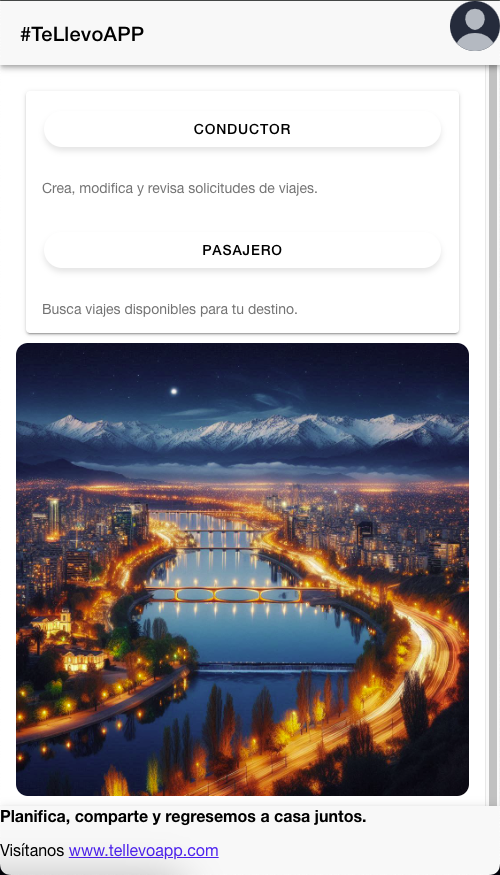 #TeLlevoAPP
CONDUCTOR
Crea, modifica y revisa solicitudes de viajes.
PASAJERO
Busca viajes disponibles para tu destino.
Planifica, comparte y regresemos a casa juntos.
Visítanos www.tellevoapp.com